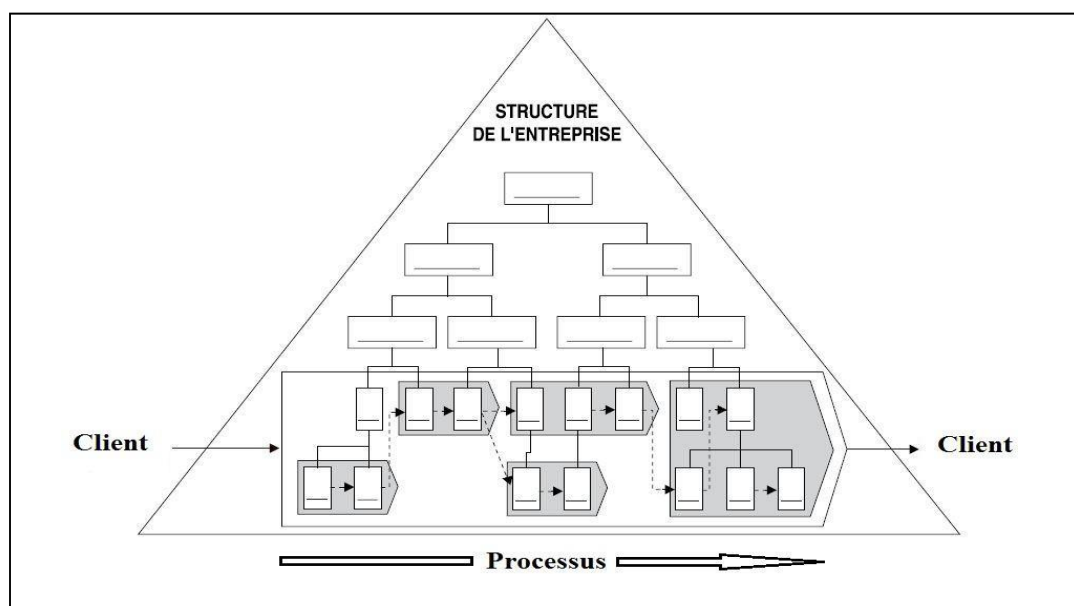 STRUCTURE
DE L'ENTREPRISE
Client
Client
Processus